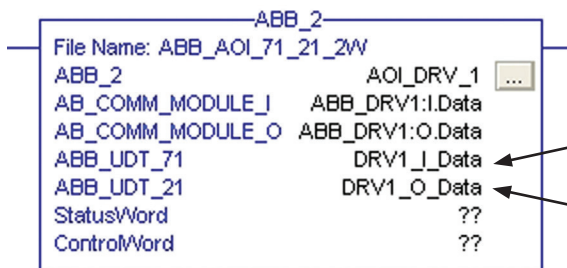 ABB_2
File Name: ABB_AOI_71_21_2W
ABB_2 AOI_DRV_1 ...
AB_COMM_MODULE_I ABB_DRV1:I.Data
AB_COMM_MODULE_O ABB_DRV1:O.Data
ABB_UDT_71 DRV1_I_Data
ABB_UDT_21 DRV1_O_Data
StatusWord ??
ControlWord ??